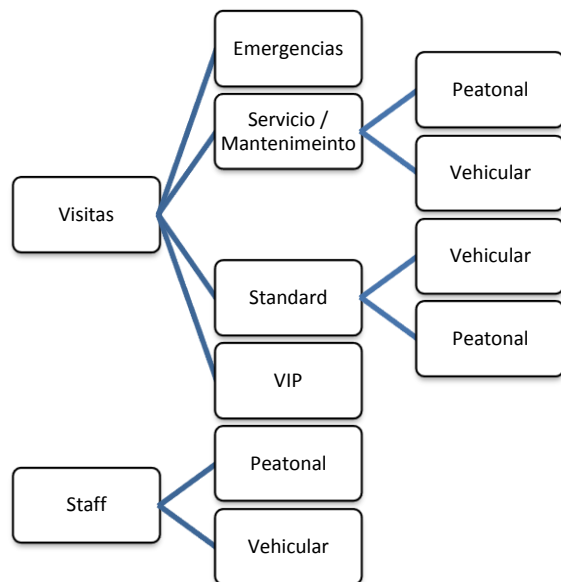 Visitas
Emergencias
Servicio /
Mantenimeinto
Peatonal
Vehicular
Standard
Vehicular
Peatonal
VIP
Staff
Peatonal
Vehicular